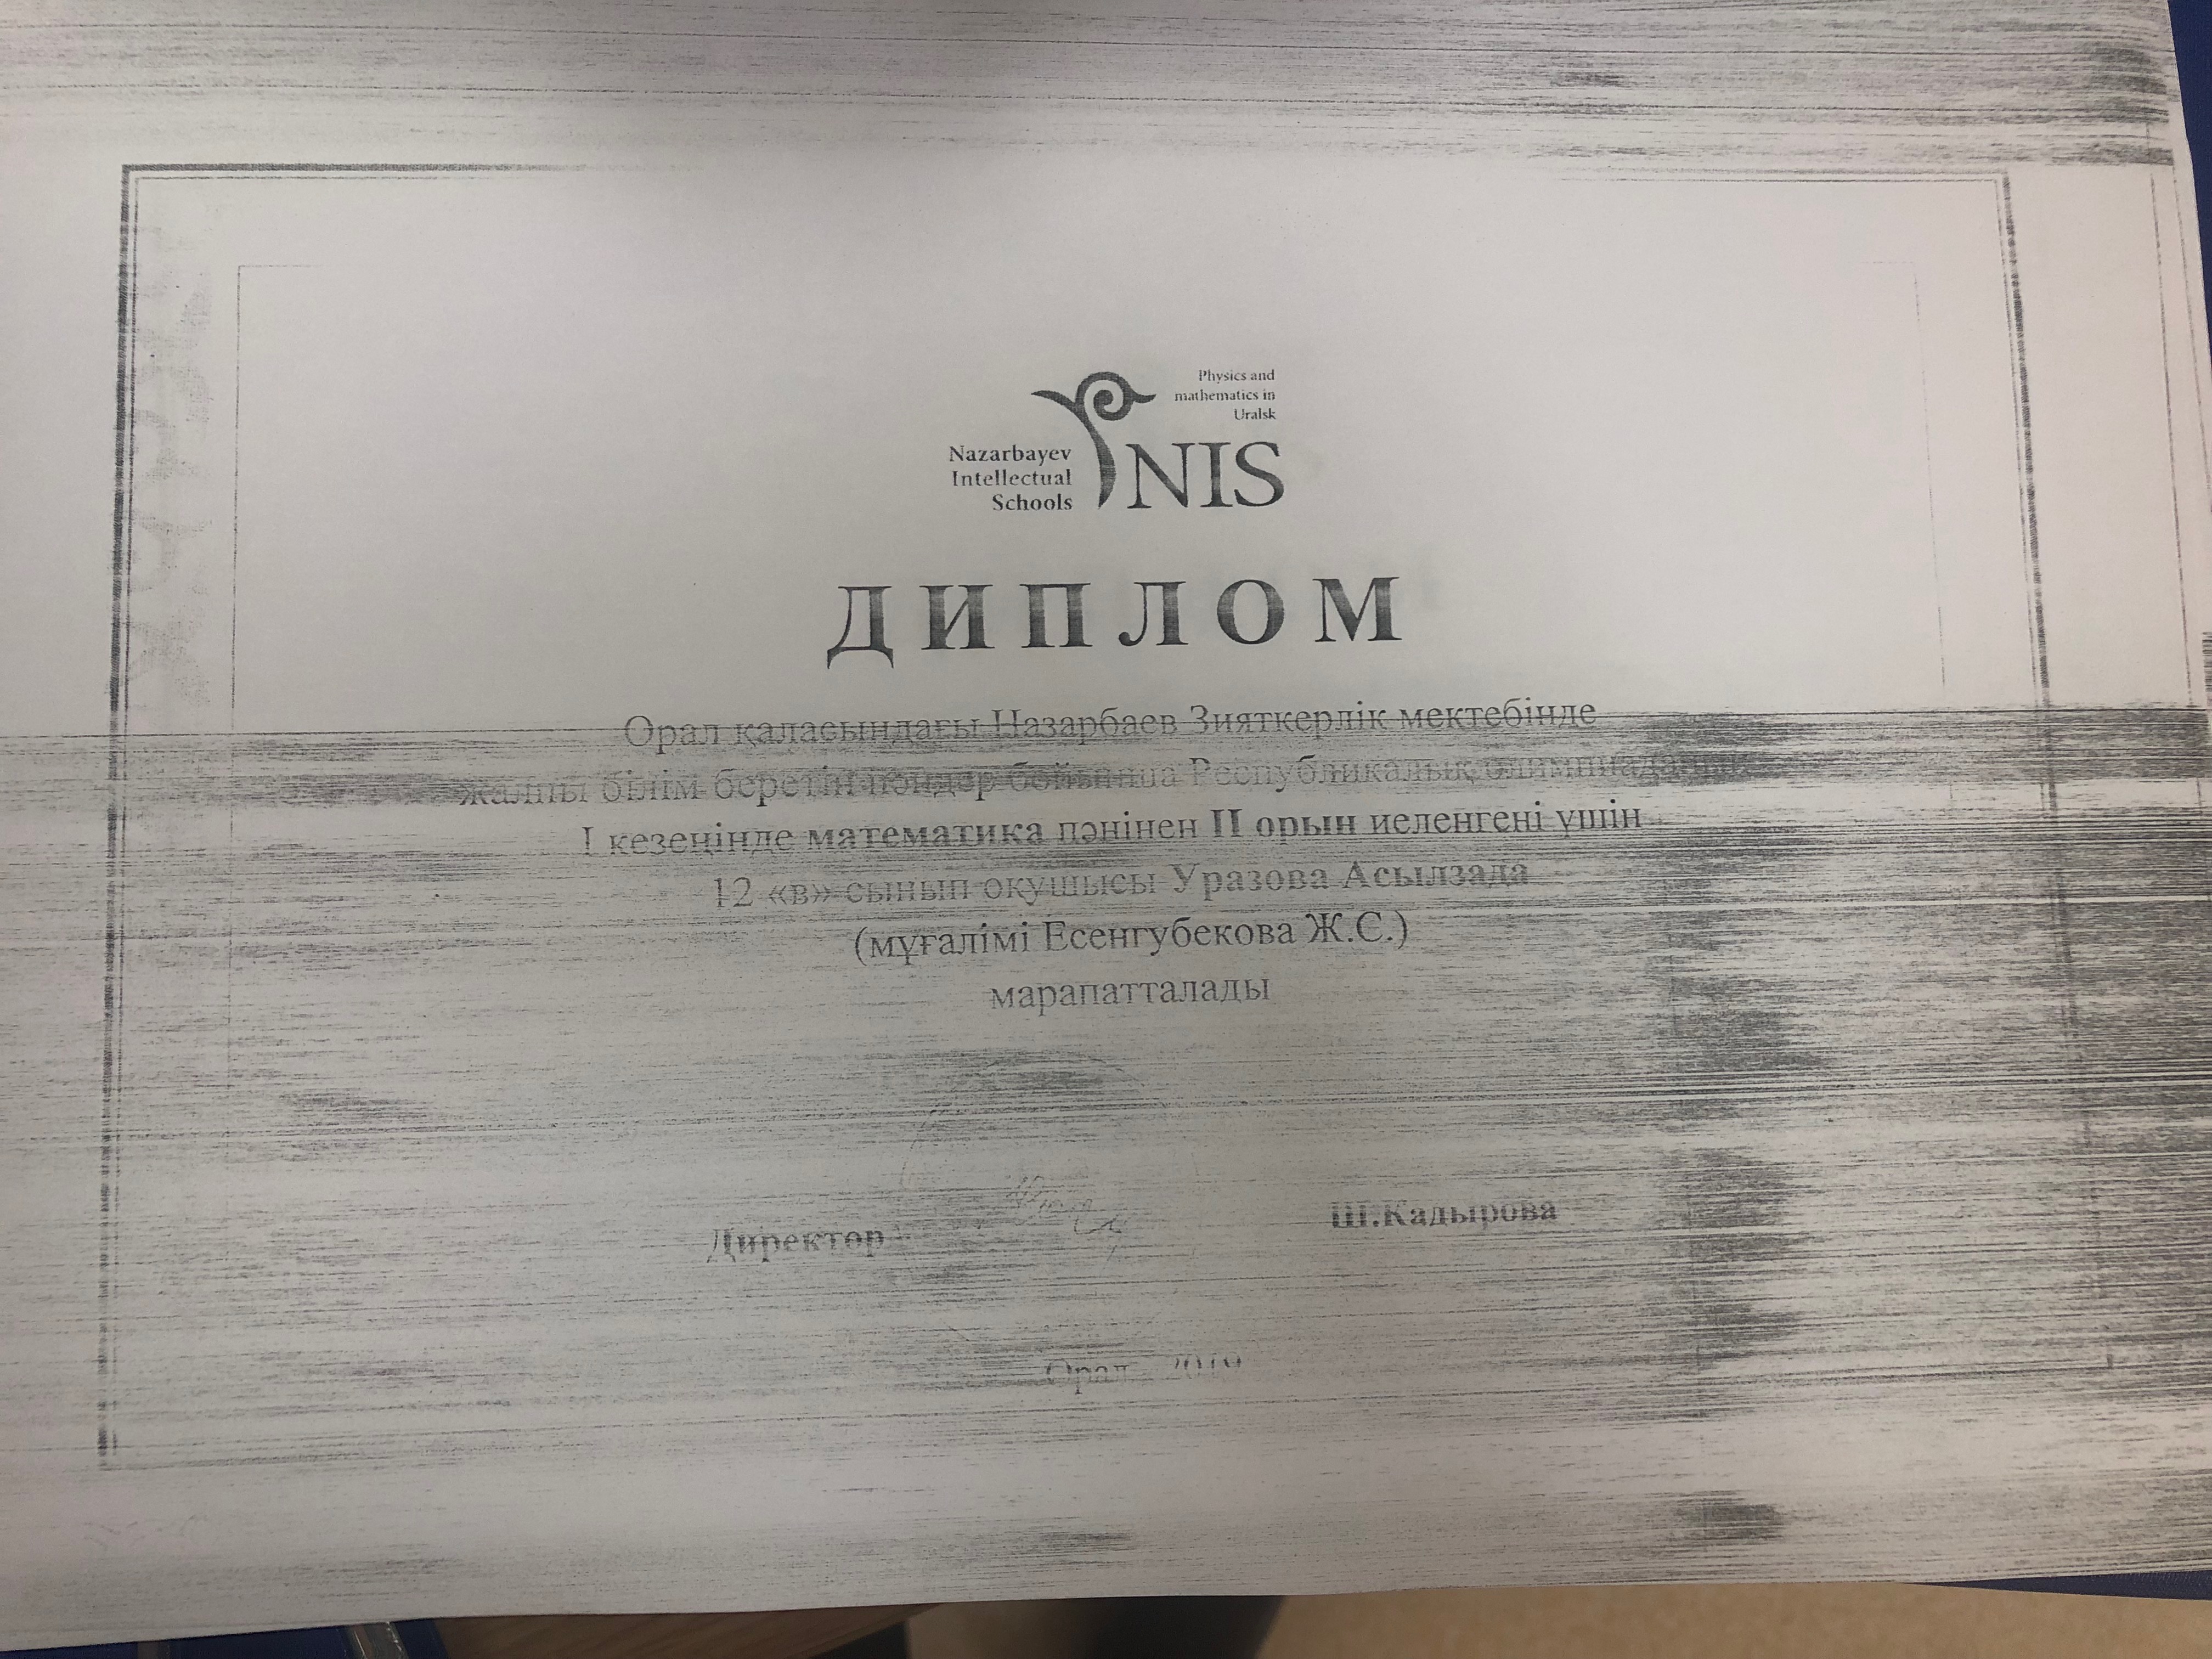 Physics and
mathematics in
Uralsk
Nazarbayev
Intellectual
Schools
NIS
ДИПЛОМ
Орал қаласындағы Назарбаев Зияткерлік мектебінде
жалпы білім беретін пәндер бойынша Республикалық
І кезеңінде математика пәнінен ІІ орын иеленгені үшін
12 «в» сынып оқушысы Уразова Асылзада
(мұғалімі Есенгубекова Ж.С.)
марапатталады
Директор
Ш.Кадырова
Орал 2019